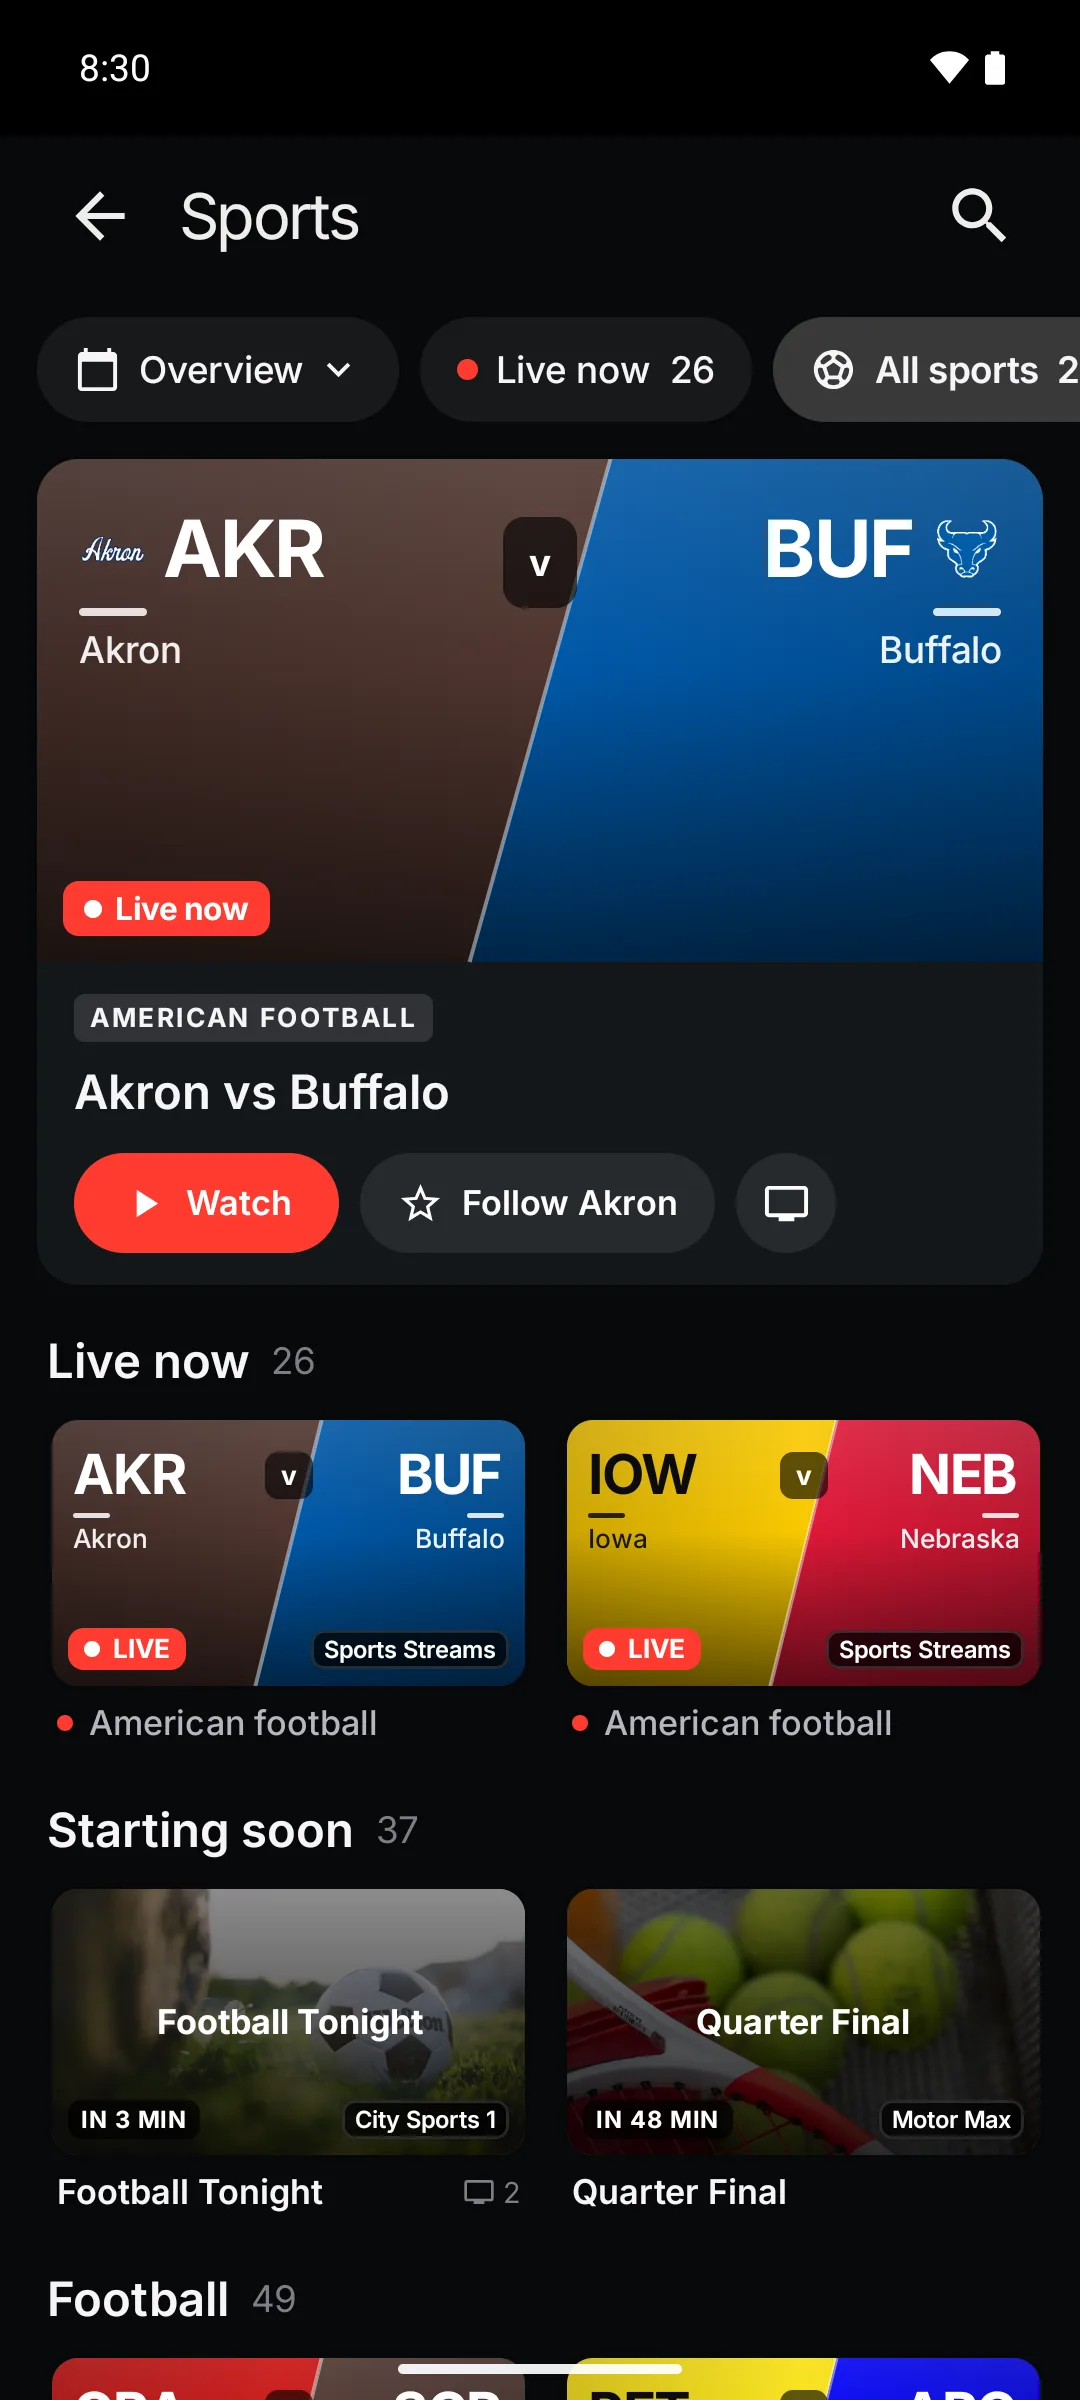 8:30
Sports
Overview
Live now 26
All sports 2
Akron AKR
v
BUF
Akron
Buffalo
Live now
AMERICAN FOOTBALL
Akron vs Buffalo
Watch
Follow Akron
Live now 26
AKR
v
BUF
Akron
Buffalo
LIVE
Sports Streams
American football
IOW
v
NEB
Iowa
Nebraska
LIVE
Sports Streams
American football
Starting soon 37
Football Tonight
IN 3 MIN
City Sports 1
Football Tonight
2
Quarter Final
IN 48 MIN
Motor Max
Quarter Final
Football 49